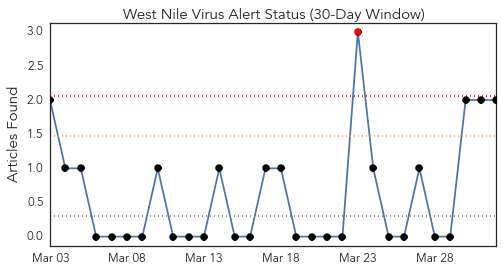 West Nile Virus Alert Status (30-Day Window)
Articles Found
3.0
2.5
2.0
1.5
1.0
0.5
0.0
Mar 03 Mar 08 Mar 13 Mar 18 Mar 23 Mar 28